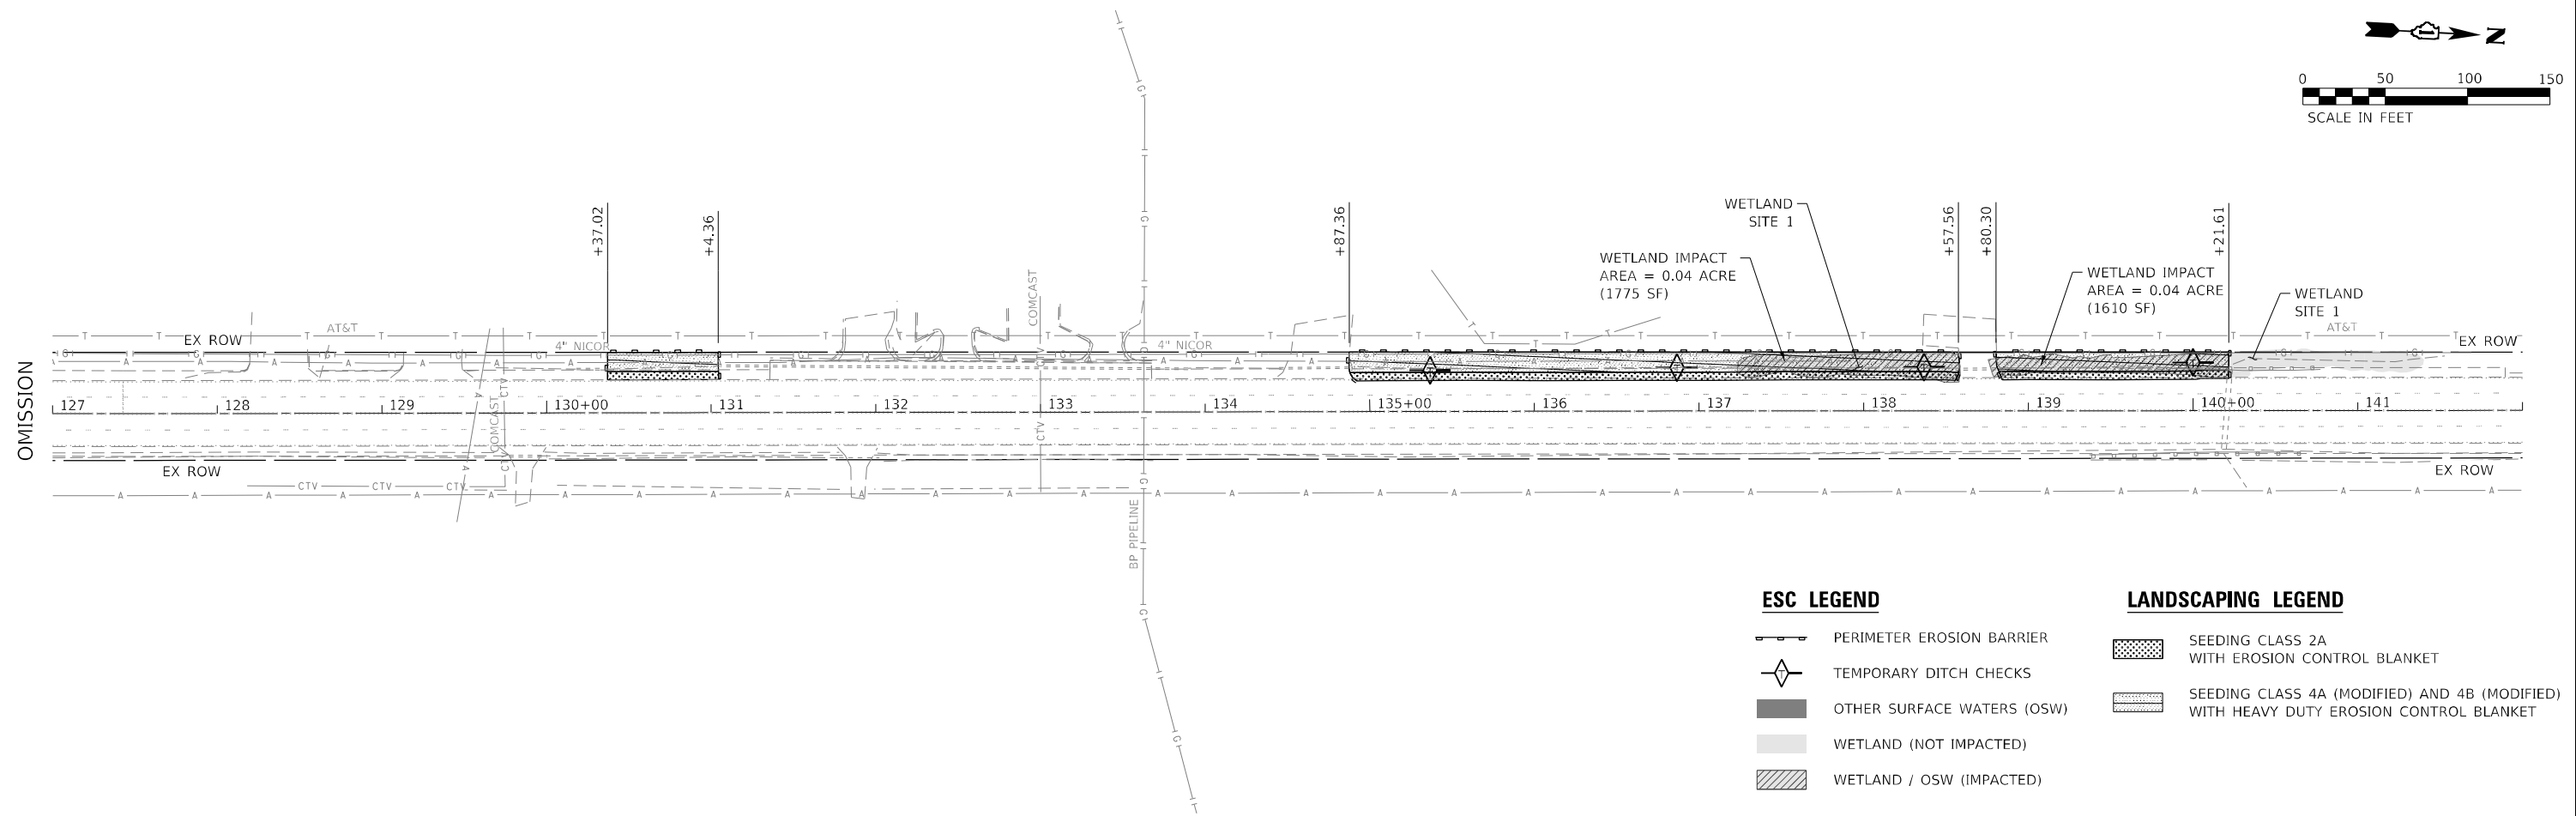 N
0 50 100 150
SCALE IN FEET
+37.02
+4.36
+87.36
+57.56
+80.30
+21.61
WETLAND
SITE 1
WETLAND IMPACT
AREA = 0.04 ACRE
(1775 SF)
WETLAND IMPACT
AREA = 0.04 ACRE
(1610 SF)
WETLAND
SITE 1
COMCAST
AT&T
AT&T
EX ROW
4" NICOR
4" NICOR
EX ROW
OMISSION
127 128 129 130+00 131 132 133 134 135+00 136 137 138 139 140+00 141
COMCAST
CTV
CTV
CTV
EX ROW
EX ROW
CTV CTV CTV
BP PIPELINE
ESC LEGEND
PERIMETER EROSION BARRIER
TEMPORARY DITCH CHECKS
OTHER SURFACE WATERS (OSW)
WETLAND (NOT IMPACTED)
WETLAND / OSW (IMPACTED)
LANDSCAPING LEGEND
SEEDING CLASS 2A
WITH EROSION CONTROL BLANKET
SEEDING CLASS 4A (MODIFIED) AND 4B (MODIFIED)
WITH HEAVY DUTY EROSION CONTROL BLANKET